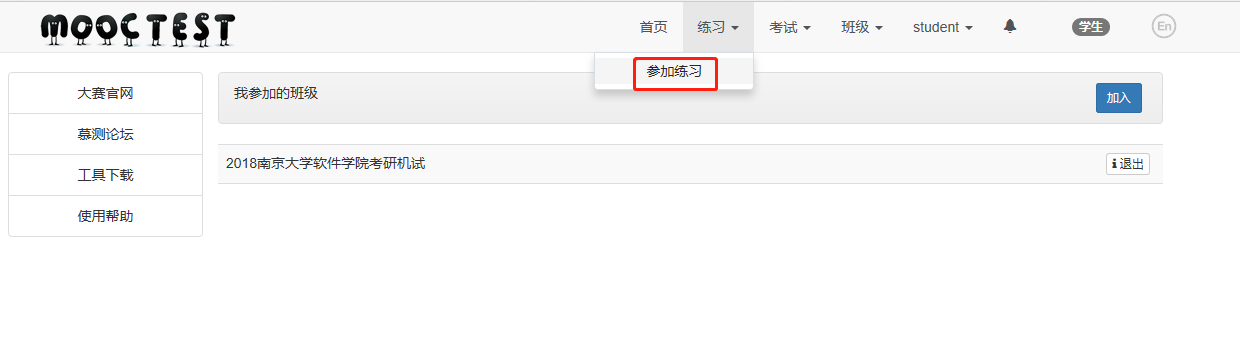 MOOCTEST
首页 练习 考试 班级 student 学生 En
参加练习
大赛官网
慕测论坛
工具下载
使用帮助
我参加的班级 加入
2018南京大学软件学院考研机试 退出